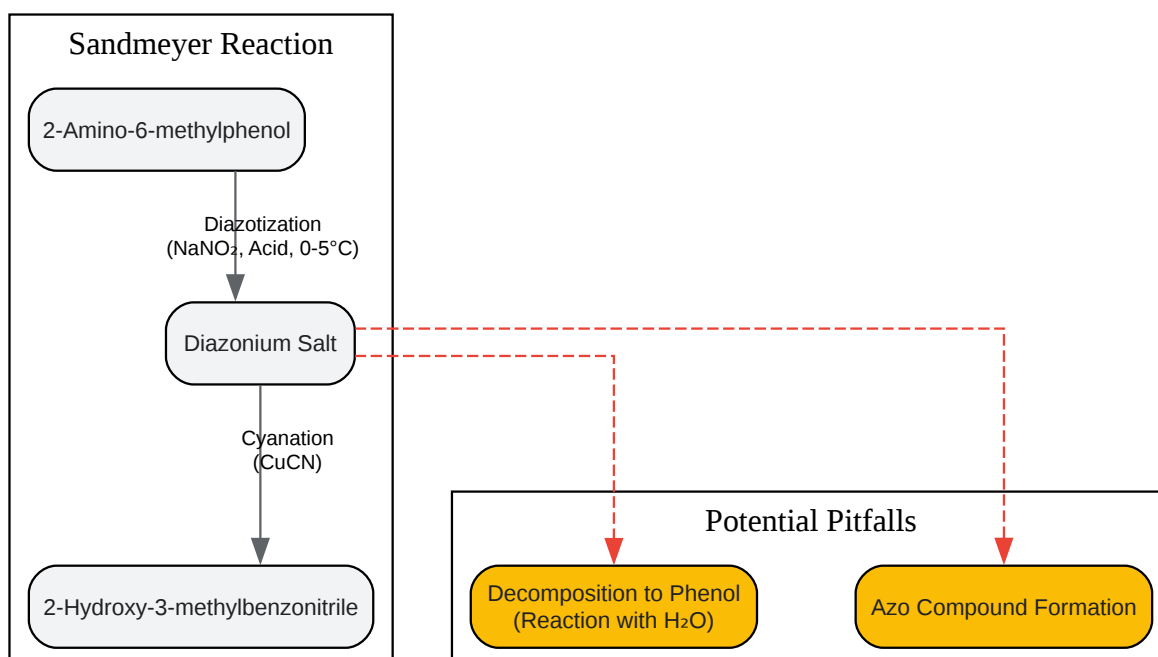 Sandmeyer Reaction
2-Amino-6-methylphenol
Diazotization
(NaNO₂, Acid, 0-5°C)
Diazonium Salt
Cyanation
(CuCN)
2-Hydroxy-3-methylbenzonitrile
Potential Pitfalls
Decomposition to Phenol
(Reaction with H₂O)
Azo Compound Formation